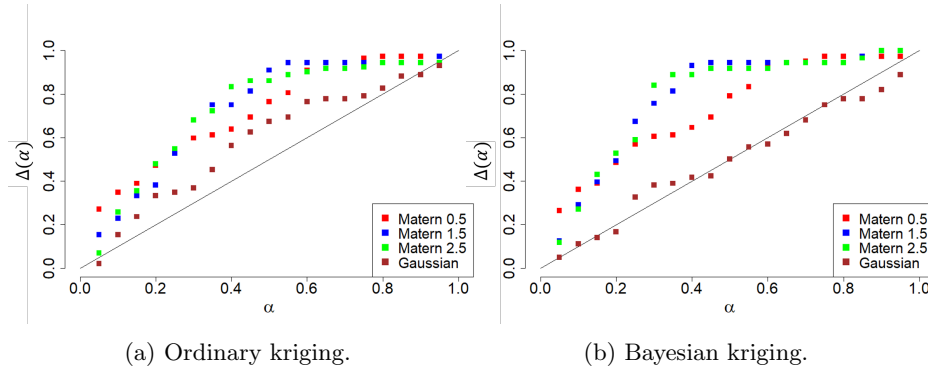 Δ(α)
1.0
0.8
0.6
0.4
0.2
0.0
0.0 0.2 0.4 0.6 0.8 1.0
α
Matern 0.5
Matern 1.5
Matern 2.5
Gaussian
(a) Ordinary kriging.
Δ(α)
1.0
0.8
0.6
0.4
0.2
0.0
0.0 0.2 0.4 0.6 0.8 1.0
α
Matern 0.5
Matern 1.5
Matern 2.5
Gaussian
(b) Bayesian kriging.